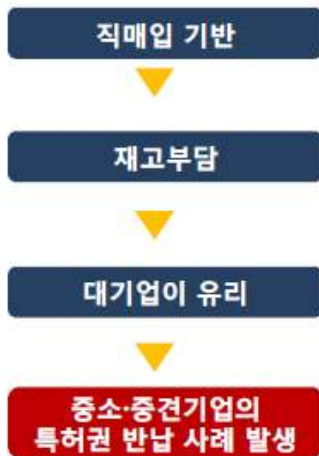 직매입 기반
재고부담
대기업이 유리
중소·중견기업의
특허권 반납 사례 발생